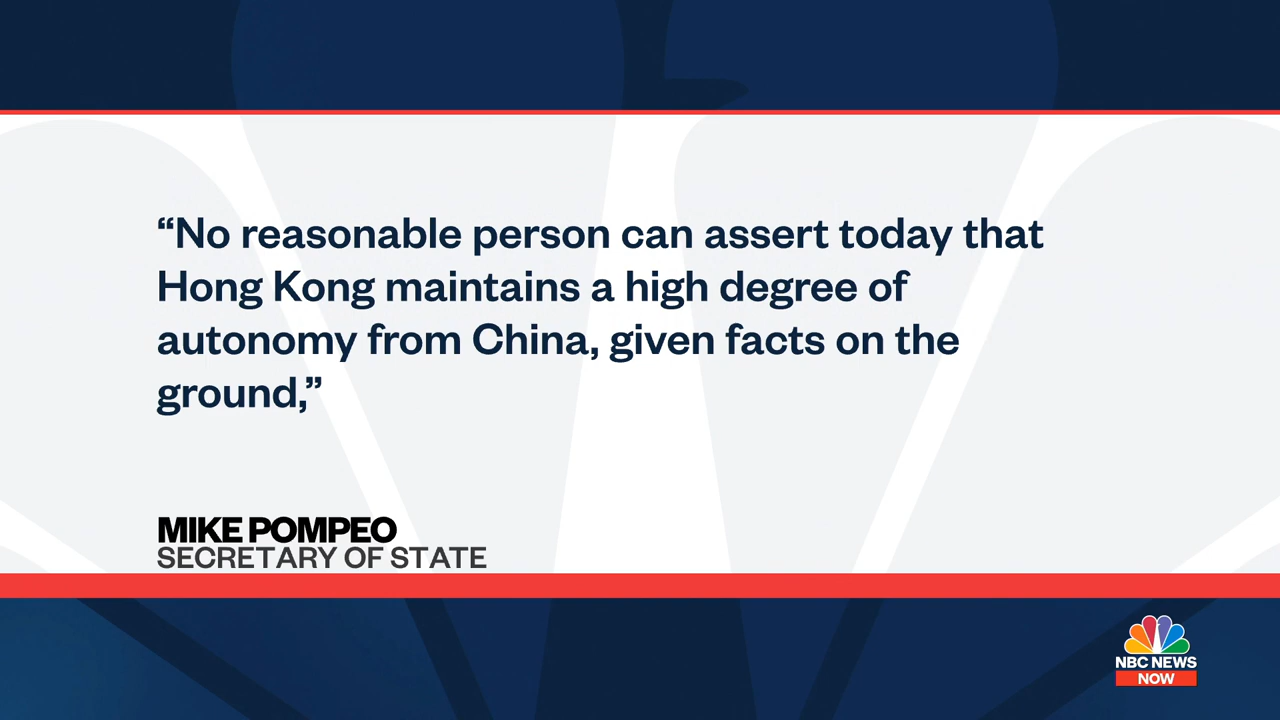 “No reasonable person can assert today that
Hong Kong maintains a high degree of
autonomy from China, given facts on the
ground,”
MIKE POMPEO
SECRETARY OF STATE
NBC NEWS
NOW